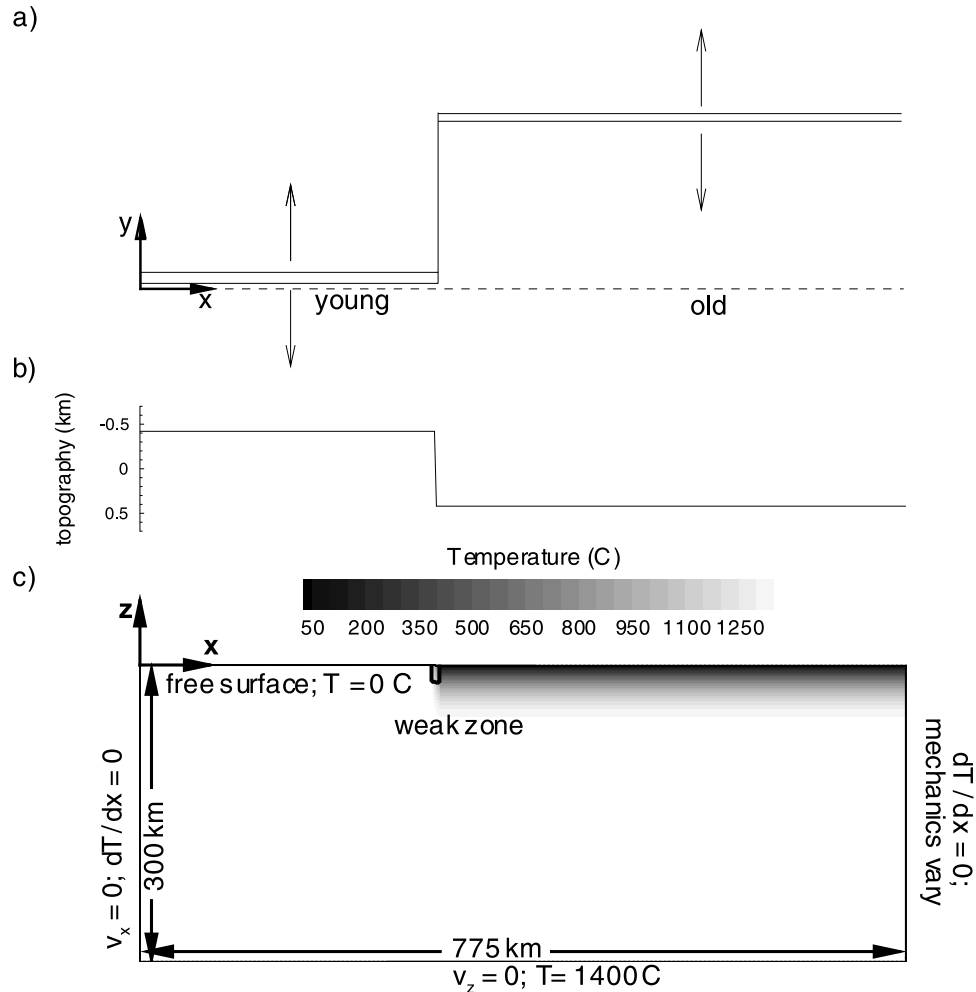 a)
y
x
young
old
b)
topography (km)
-0.5
0
0.5
Temperature (C)
c)
50 200 350 500 650 800 950 1100 1250
z
x
free surface; T = 0 C
weak zone
v_x = 0; dT / dx = 0
300 km
dT / dx = 0;
mechanics vary
775 km
v_z = 0; T= 1400 C